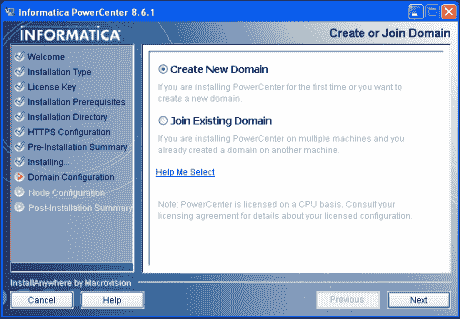 Informatica PowerCenter 8.6.1
INFORMATICA
Create or Join Domain
Welcome
Installation Type
License Key
Installation Prerequisites
Installation Directory
HTTPS Configuration
Pre-Installation Summary
Installing...
Domain Configuration
Node Configuration
Post-Installation Summary
Create New Domain
If you are installing PowerCenter for the first time or you want to
create a new domain.
Join Existing Domain
If you are installing PowerCenter on multiple machines and you
already created a domain on another machine.
Help Me Select
Note: PowerCenter is licensed on a CPU basis. Consult your
licensing agreement for details about your licensed configuration.
InstallAnywhere by Macrovision
Cancel
Help
Previous
Next